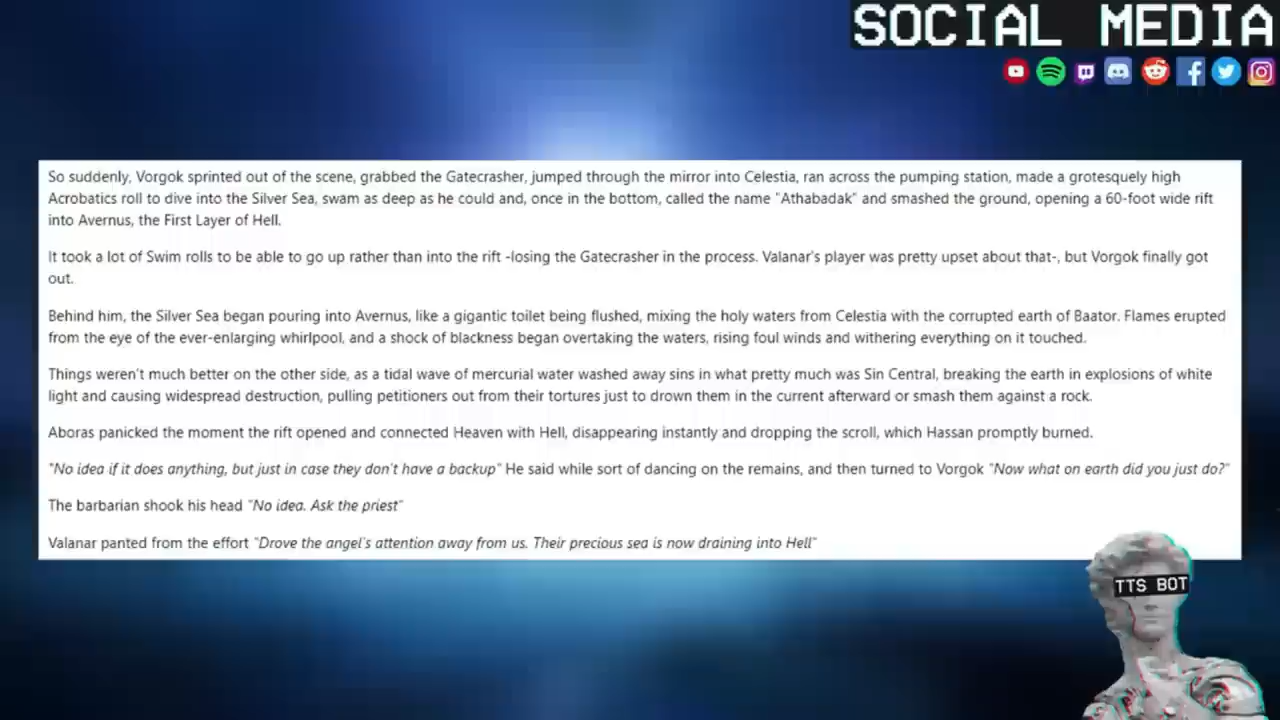 SOCIAL MEDIA
So suddenly, Vorgok sprinted out of the scene, grabbed the Gatecrasher, jumped through the mirror into Celestia, ran across the pumping station, made a grotesquely high
Acrobatics roll to dive into the Silver Sea, swam as deep as he could and, once in the bottom, called the name "Athabadak" and smashed the ground, opening a 60-foot wide rift
into Avernus, the First Layer of Hell.
It took a lot of Swim rolls to be able to go up rather than into the rift -losing the Gatecrasher in the process. Valanar's player was pretty upset about that-, but Vorgok finally got
out.
Behind him, the Silver Sea began pouring into Avernus, like a gigantic toilet being flushed, mixing the holy waters from Celestia with the corrupted earth of Baator. Flames erupted
from the eye of the ever-enlarging whirlpool, and a shock of blackness began overtaking the waters, rising foul winds and withering everything on it touched.
Things weren't much better on the other side, as a tidal wave of mercurial water washed away sins in what pretty much was Sin Central, breaking the earth in explosions of white
light and causing widespread destruction, pulling petitioners out from their tortures just to drown them in the current afterward or smash them against a rock.
Aboras panicked the moment the rift opened and connected Heaven with Hell, disappearing instantly and dropping the scroll, which Hassan promptly burned.
"No idea if it does anything, but just in case they don't have a backup" He said while sort of dancing on the remains, and then turned to Vorgok "Now what on earth did you just do?"
The barbarian shook his head "No idea. Ask the priest"
Valanar panted from the effort "Drove the angel's attention away from us. Their precious sea is now draining into Hell"
TTS BOT